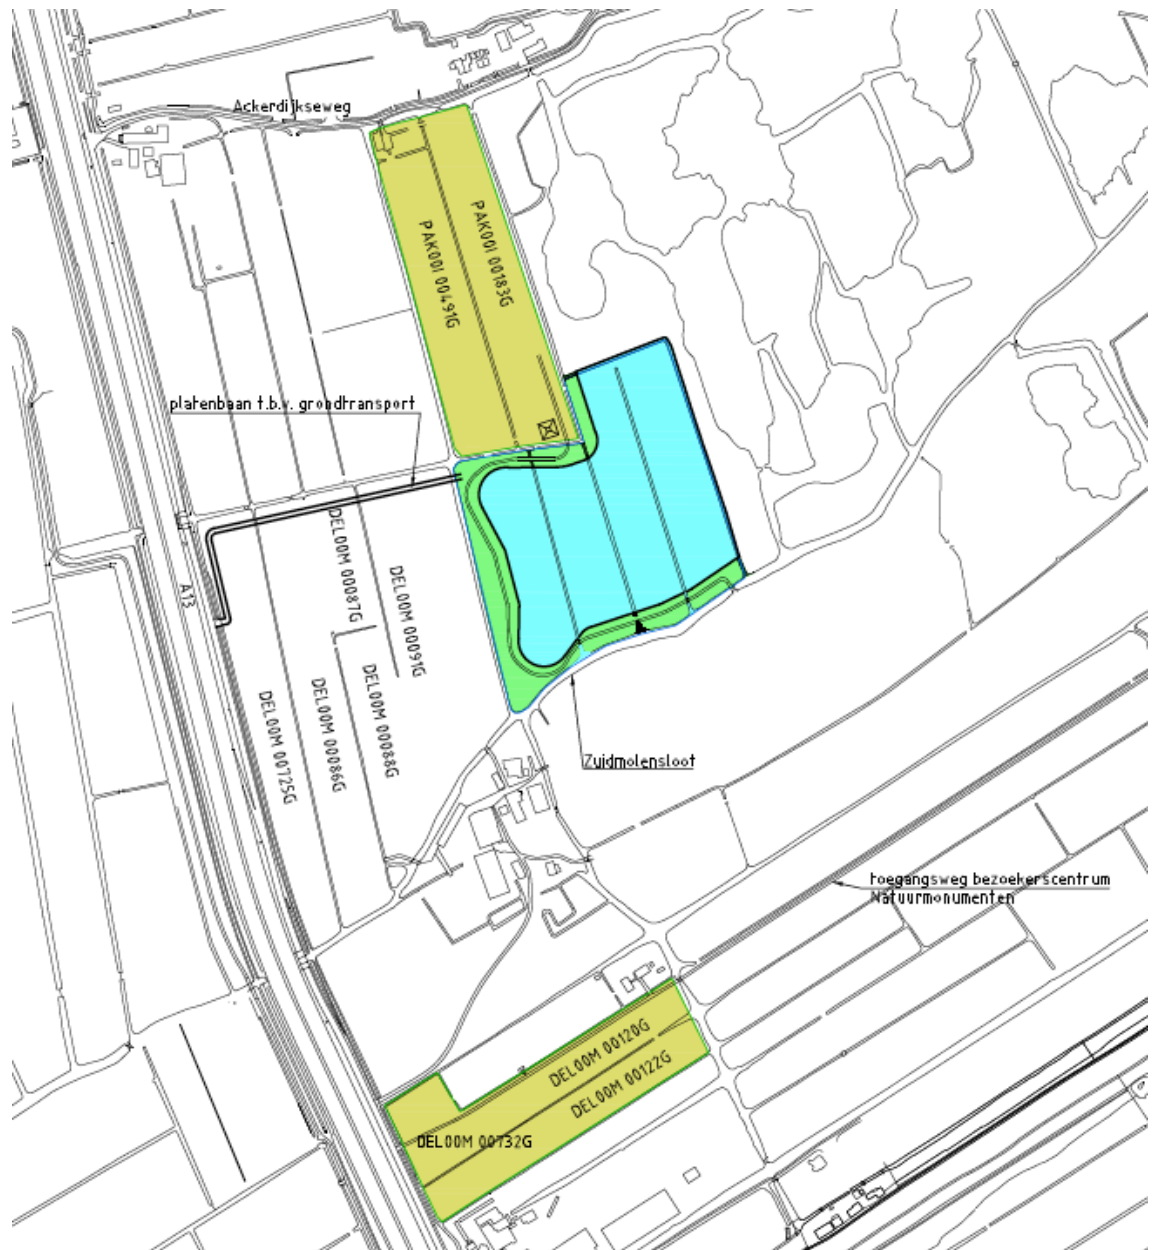 Ackerdijkseweg
PAK00I 00183G
PAK00I 00491G
platenbaan t.b.v. grondtransport
DEL00M 00087G
DEL00M 00091G
A13
DEL00M 00088G
DEL00M 00086G
DEL00M 00725G
Zuidmolensloot
toegangsweg bezoekerscentrum
Natuurmonumenten
DEL00M 00120G
DEL00M 00122G
DEL00M 00732G